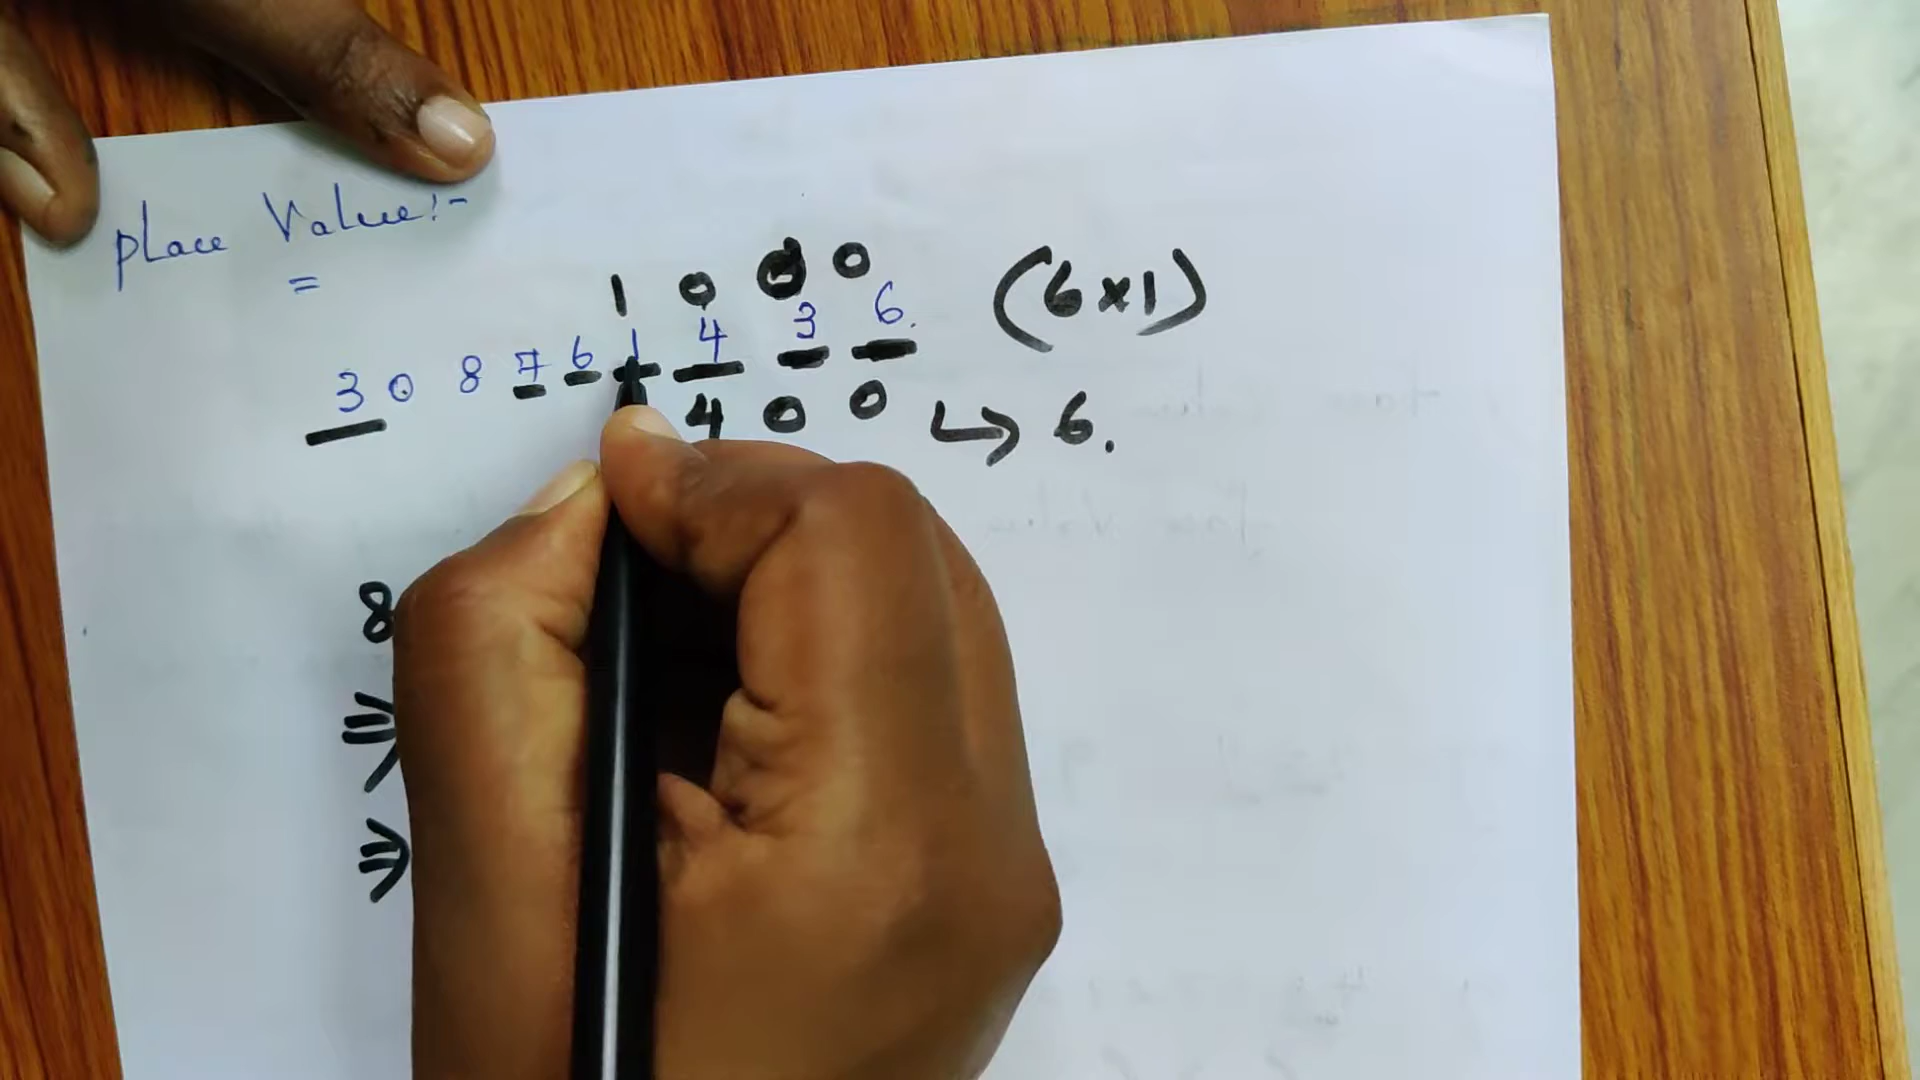 place Value:-
=
1 0 0 0 (6×1)
3 0 8 7 6 1 4 3 6.
4 0 0 ↳ 6.
8
⇒
⇒